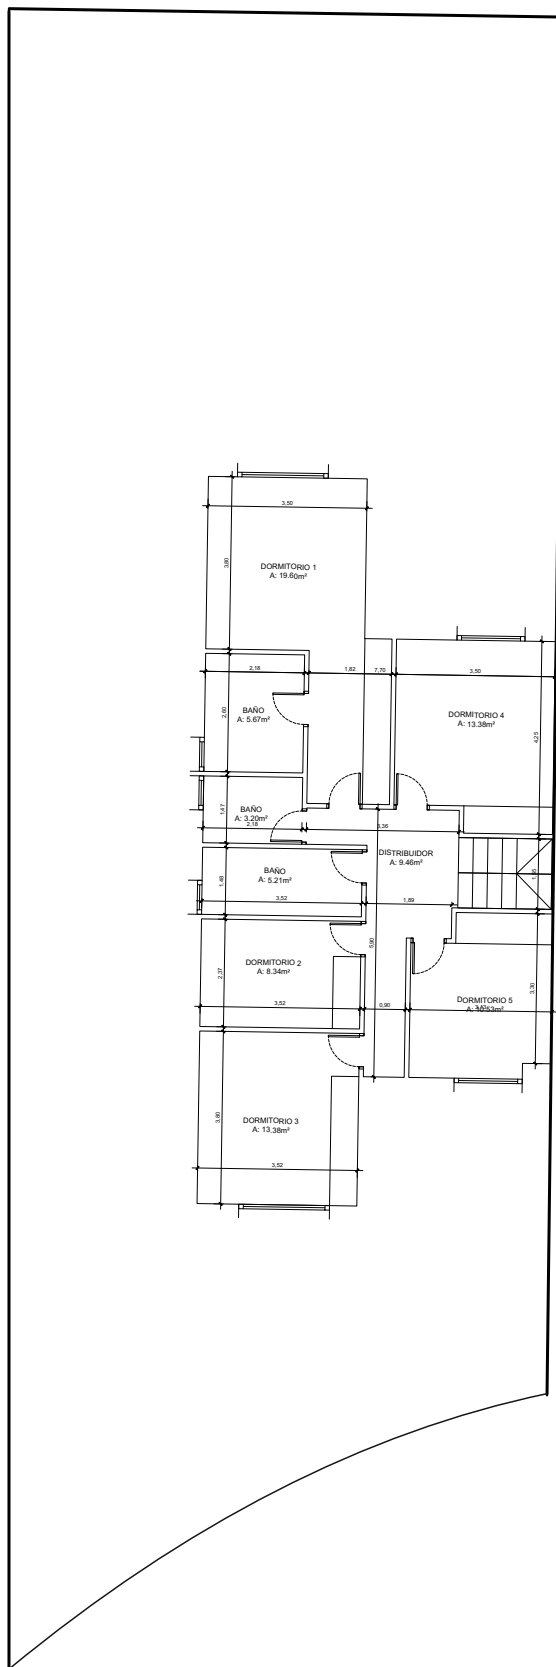 3,50
3,80
DORMITORIO 1
A: 19.60m²
2,18
1,82
7,70
3,50
BAÑO
A: 5.67m²
2,60
DORMITORIO 4
A: 13.38m²
4,25
BAÑO
A: 3.20m²
1,47
2,18
3,36
DISTRIBUIDOR
A: 9.46m²
BAÑO
A: 5.21m²
1,48
3,52
1,89
5,90
DORMITORIO 2
A: 8.34m²
2,37
3,52
0,90
DORMITORIO 5
A: 10.53m²
3,30
DORMITORIO 3
A: 13.38m²
3,80
3,52